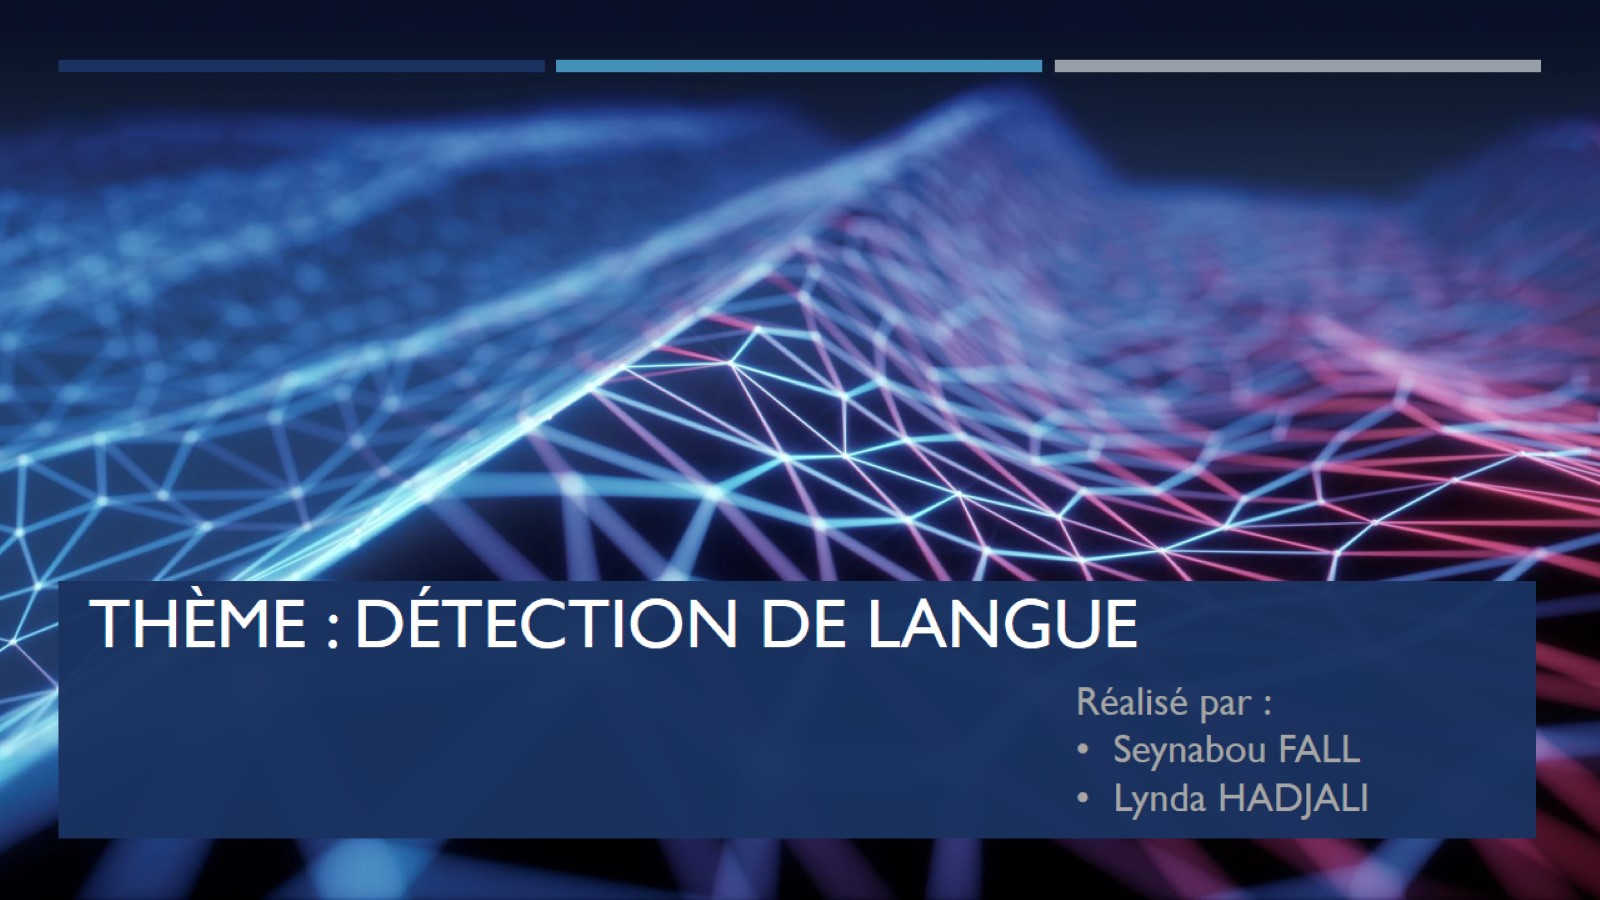 THÈME : DÉTECTION DE LANGUE
Réalisé par :
• Seynabou FALL
• Lynda HADJALI